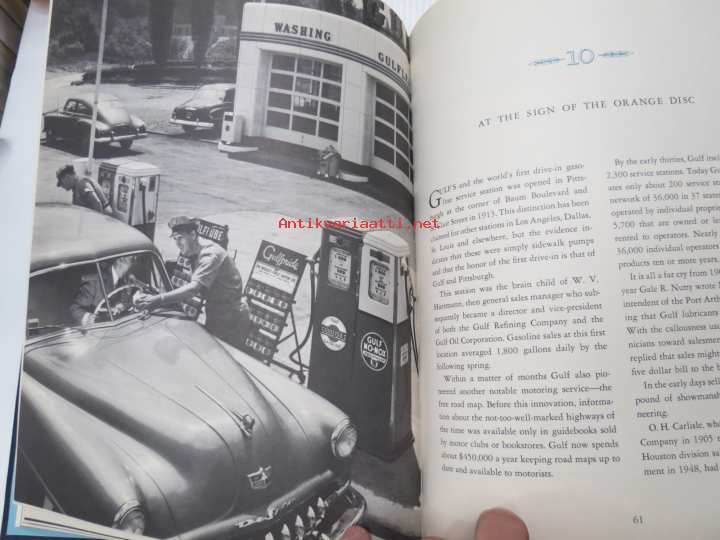 WASHING
GULFL
GULFLUBE
Gulfpride
GULF
NO-NOX
Antikvariaatti.net
10
AT THE SIGN OF THE ORANGE DISC
GULF'S and the world's first drive-in gaso-
line service station was opened in Pitts-
burgh at the corner of Baum Boulevard and
Clair Street in 1913. This distinction has been
claimed for other stations in Los Angeles, Dallas,
St. Louis and elsewhere, but the evidence in-
dicates that these were simply sidewalk pumps
and that the honor of the first drive-in is that of
Gulf and Pittsburgh.
This station was the brain child of W. V.
Hartmann, then general sales manager who sub-
sequently became a director and vice-president
of both the Gulf Refining Company and the
Gulf Oil Corporation. Gasoline sales at this first
location averaged 1,800 gallons daily by the
following spring.
Within a matter of months Gulf also pio-
neered another notable motoring service—the
free road map. Before this innovation, informa-
tion about the not-too-well-marked highways of
the time was available only in guidebooks sold
by motor clubs or bookstores. Gulf now spends
about $450,000 a year keeping road maps up to
date and available to motorists.
By the early thirties, Gulf itse
2,500 service stations. Today Gu
ates only about 200 service st
network of 36,000 in 37 state
operated by individual propri
5,700 that are owned or le
rented to operators. Nearly
36,000 individual operators
products ten or more years.
It is all a far cry from 190
year Gale R. Nutty wrote
intendent of the Port Arth
ing that Gulf lubricants
With the callousness us
nicians toward salesmen
replied that sales might
five dollar bill to the b
In the early days sell
pound of showmansh
neering.
O. H. Carlisle, who
Company in 1905 t
Houston division sa
ment in 1948, had
61